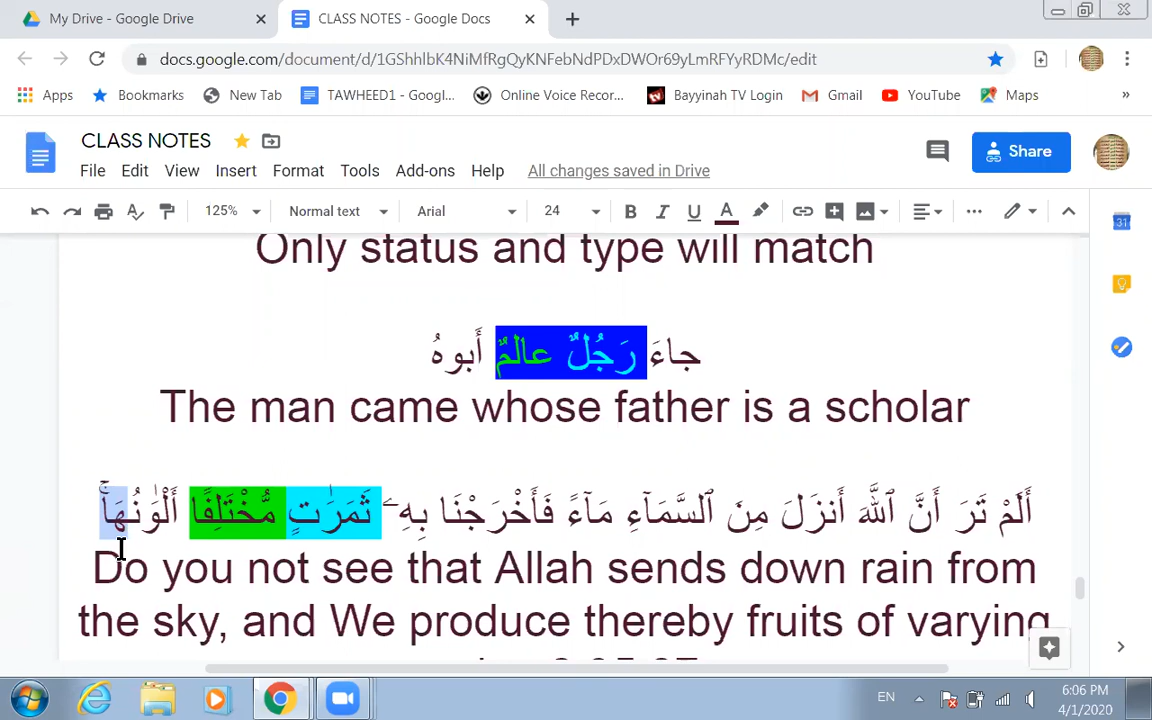 My Drive - Google Drive
CLASS NOTES - Google Docs
docs.google.com/document/d/1GShhlbK4NiMfRgQyKNFebNdPDxDWOr69yLmRFYyRDMc/edit
Apps Bookmarks New Tab TAWHEED1 - Googl... Online Voice Recor... Bayyinah TV Login Gmail YouTube Maps »
CLASS NOTES
File Edit View Insert Format Tools Add-ons Help All changes saved in Drive
Share
125% Normal text Arial 24 B I U A
31
Only status and type will match
جاءَ رَجُلٌ عالمٌ أَبوهُ
The man came whose father is a scholar
أَلَمْ تَرَ أَنَّ ٱللَّهَ أَنزَلَ مِنَ ٱلسَّمَآءِ مَآءً فَأَخْرَجْنَا بِهِۦ ثَمَرَٰتٍ مُّخْتَلِفًا أَلْوَٰنُهَاۚ
Do you not see that Allah sends down rain from
the sky, and We produce thereby fruits of varying
EN
6:06 PM
4/1/2020